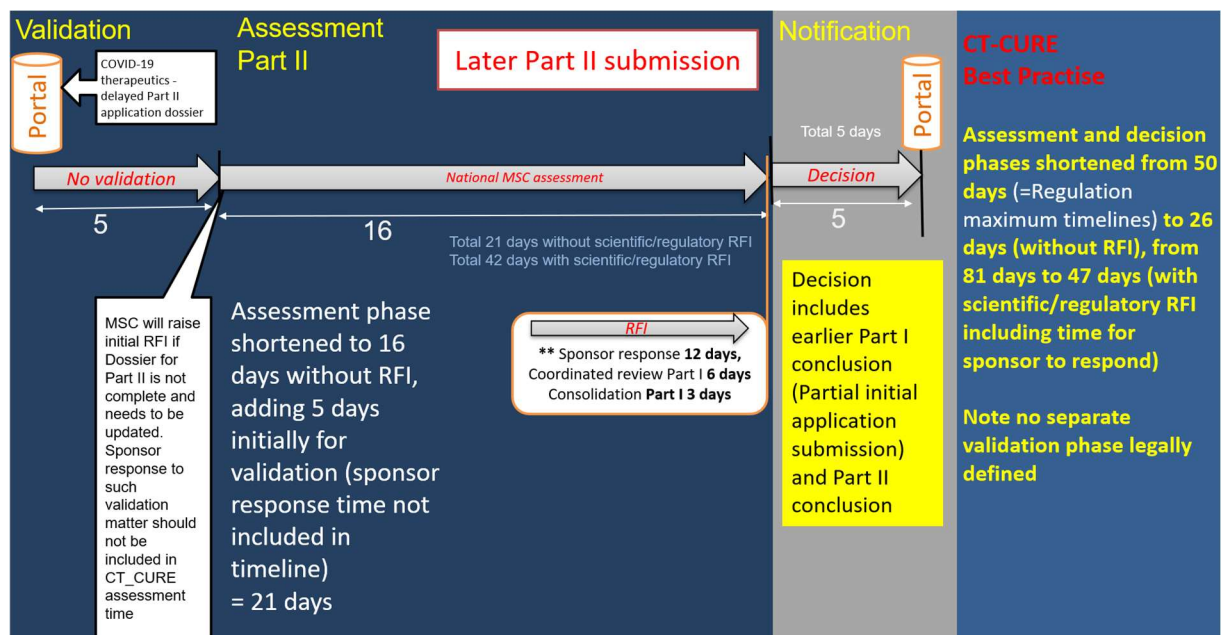 Validation
Portal
COVID-19
therapeutics -
delayed Part II
application dossier
No validation
5
MSC will raise
initial RFI if
Dossier for
Part II is not
complete and
needs to be
updated.
Sponsor
response to
such
validation
matter should
not be
included in
CT_CURE
assessment
time
Assessment
Part II
Later Part II submission
National MSC assessment
16
Total 21 days without scientific/regulatory RFI
Total 42 days with scientific/regulatory RFI
Assessment phase
shortened to 16
days without RFI,
adding 5 days
initially for
validation (sponsor
response time not
included in
timeline)
= 21 days
RFI
** Sponsor response 12 days,
Coordinated review Part I 6 days
Consolidation Part I 3 days
Notification
Portal
Total 5 days
Decision
5
Decision
includes
earlier Part I
conclusion
(Partial initial
application
submission)
and Part II
conclusion
CT-CURE
Best Practise
Assessment and decision
phases shortened from 50
days (=Regulation
maximum timelines) to 26
days (without RFI), from
81 days to 47 days (with
scientific/regulatory RFI
including time for
sponsor to respond)
Note no separate
validation phase legally
defined